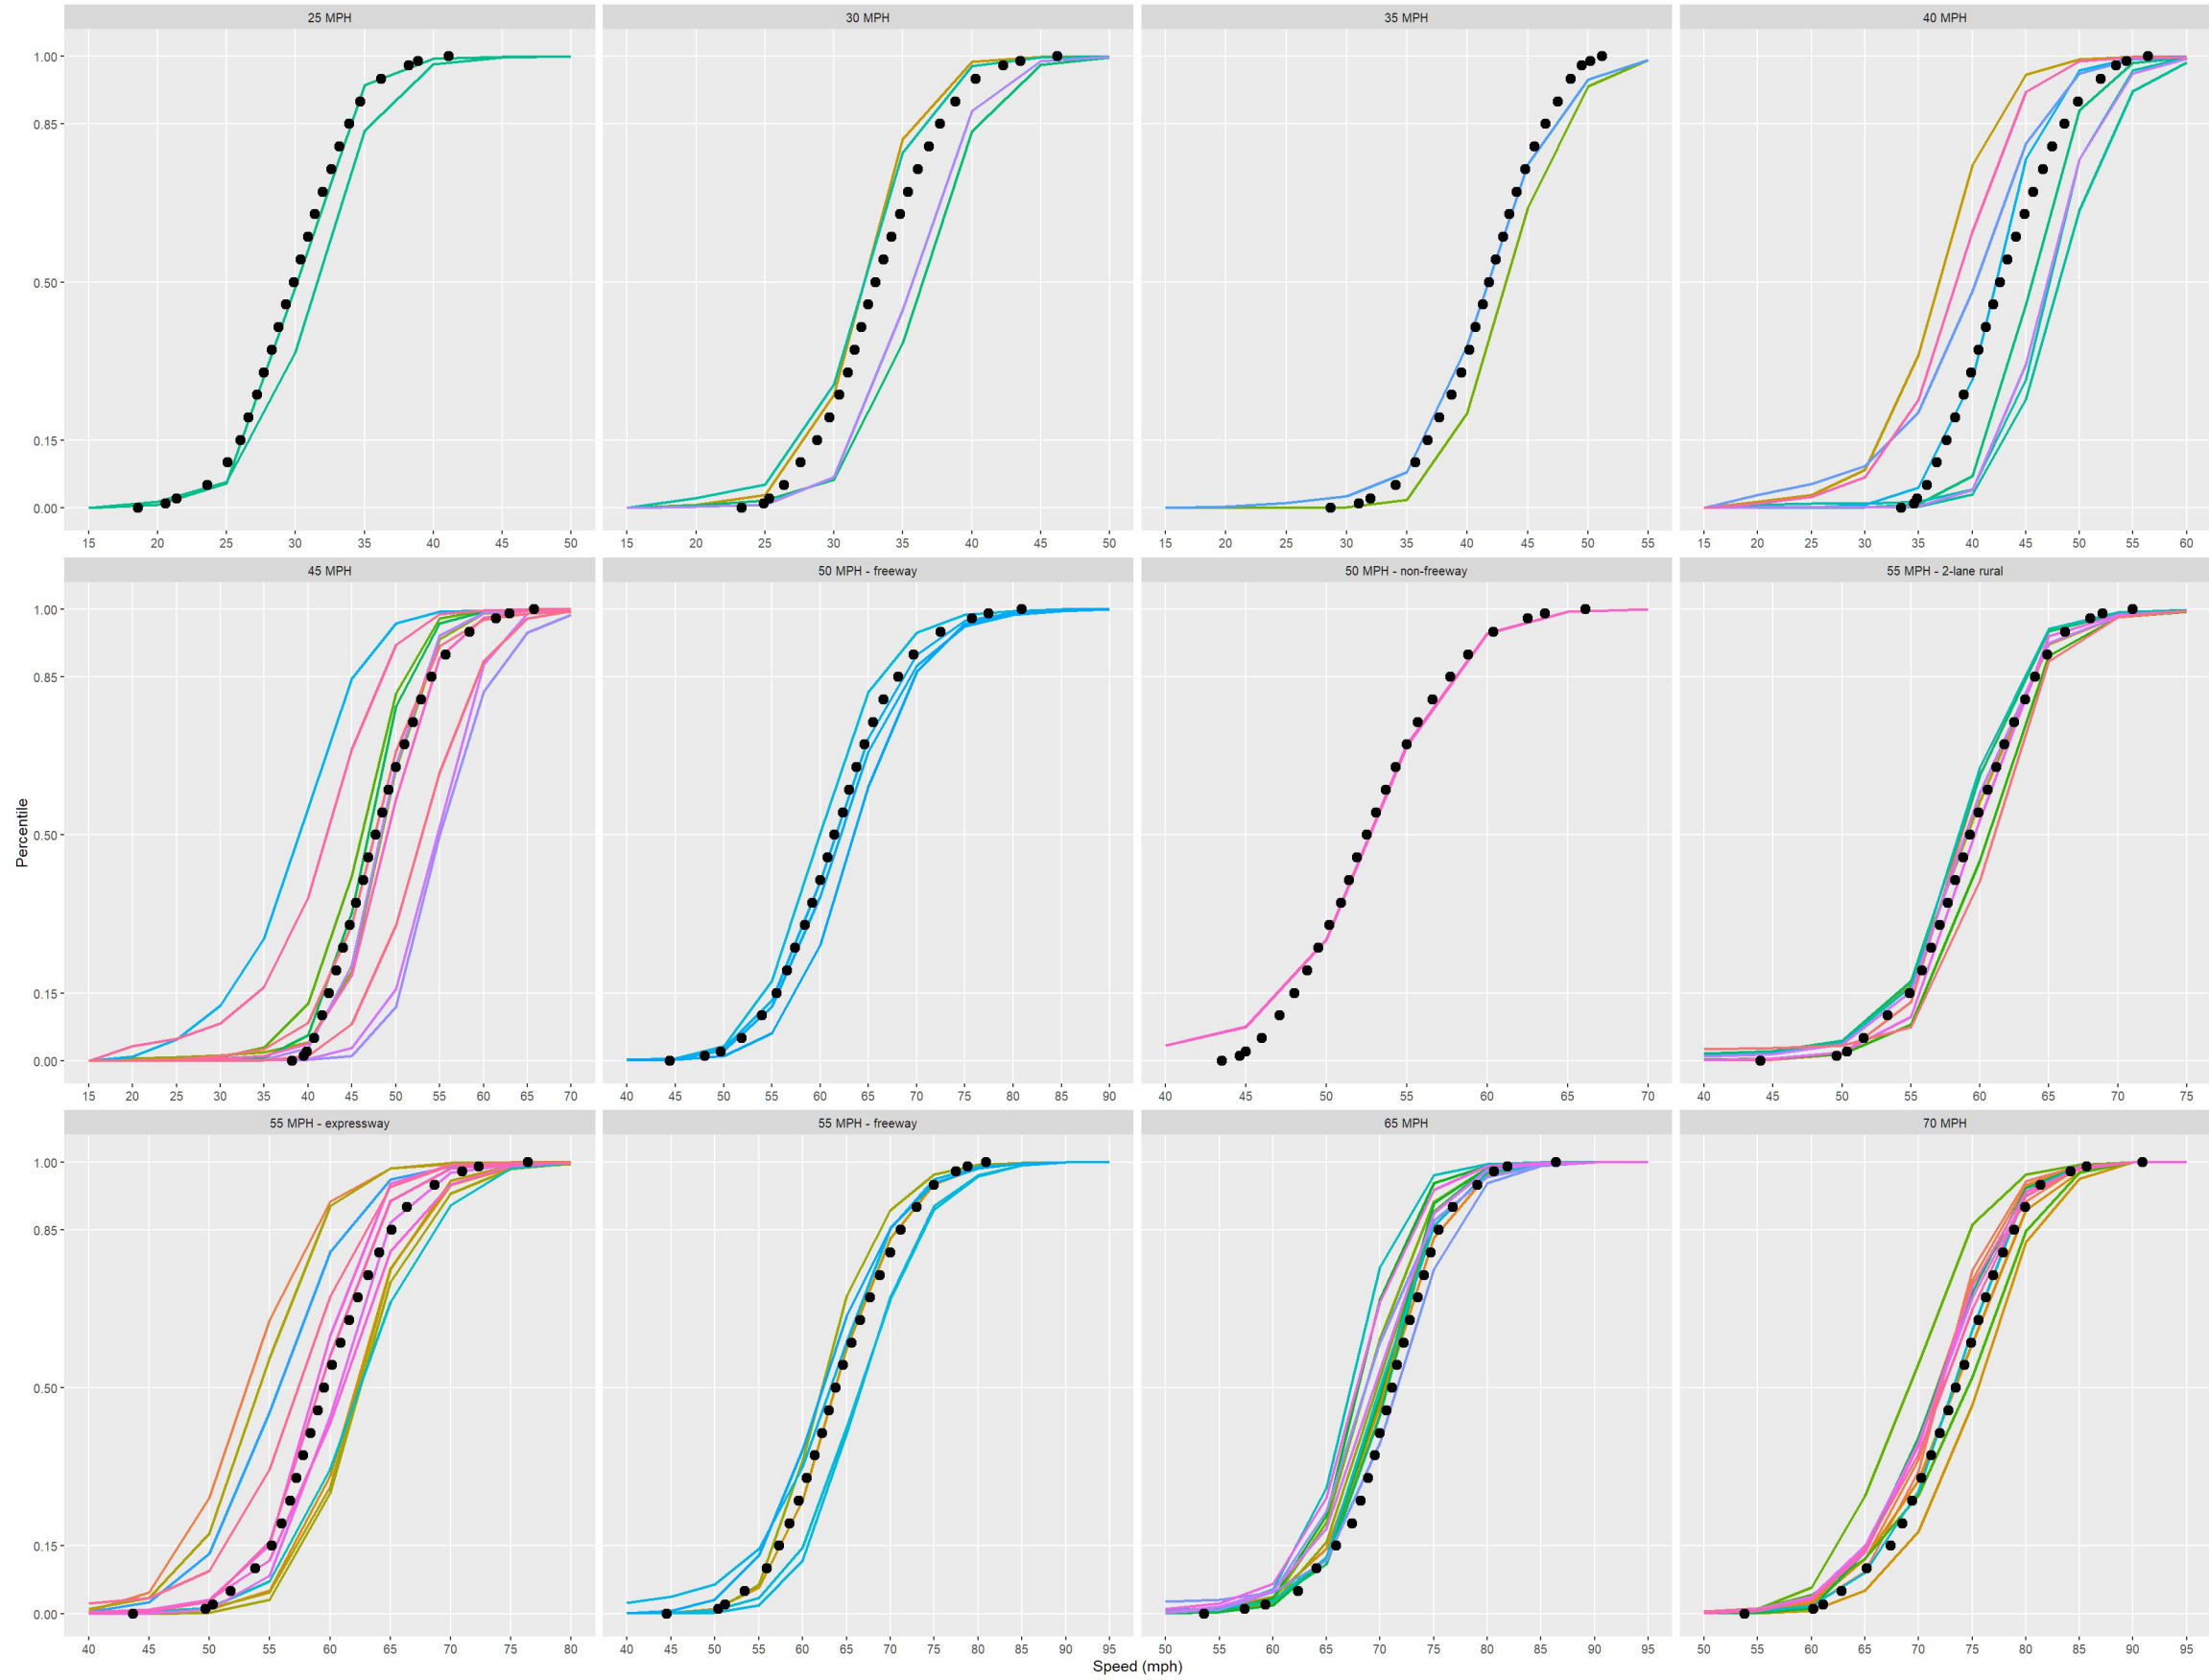 25 MPH 30 MPH 35 MPH 40 MPH
1.00
0.85
0.50
0.15
0.00
15 20 25 30 35 40 45 50 15 20 25 30 35 40 45 50 15 20 25 30 35 40 45 50 55 15 20 25 30 35 40 45 50 55 60
45 MPH 50 MPH - freeway 50 MPH - non-freeway 55 MPH - 2-lane rural
1.00
0.85
Percentile
0.50
0.15
0.00
15 20 25 30 35 40 45 50 55 60 65 70 40 45 50 55 60 65 70 75 80 85 90 40 45 50 55 60 65 70 40 45 50 55 60 65 70 75
55 MPH - expressway 55 MPH - freeway 65 MPH 70 MPH
1.00
0.85
0.50
0.15
0.00
40 45 50 55 60 65 70 75 80 40 45 50 55 60 65 70 75 80 85 90 95 50 55 60 65 70 75 80 85 90 95 50 55 60 65 70 75 80 85 90 95
Speed (mph)